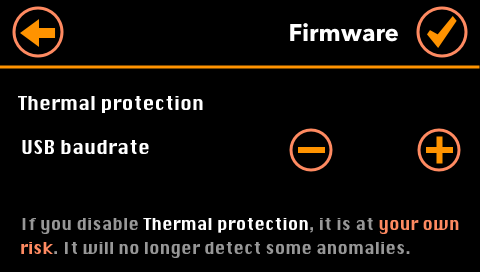 Firmware
Thermal protection
USB baudrate
If you disable Thermal protection, it is at your own
risk. It will no longer detect some anomalies.